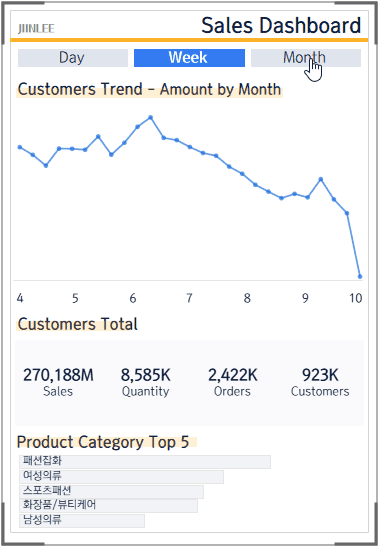 JIINLEE
Sales Dashboard
Day Week Month
Customers Trend - Amount by Month
4 5 6 7 8 9 10
Customers Total
270,188M 8,585K 2,422K 923K
Sales Quantity Orders Customers
Product Category Top 5
패션잡화
여성의류
스포츠패션
화장품/뷰티케어
남성의류